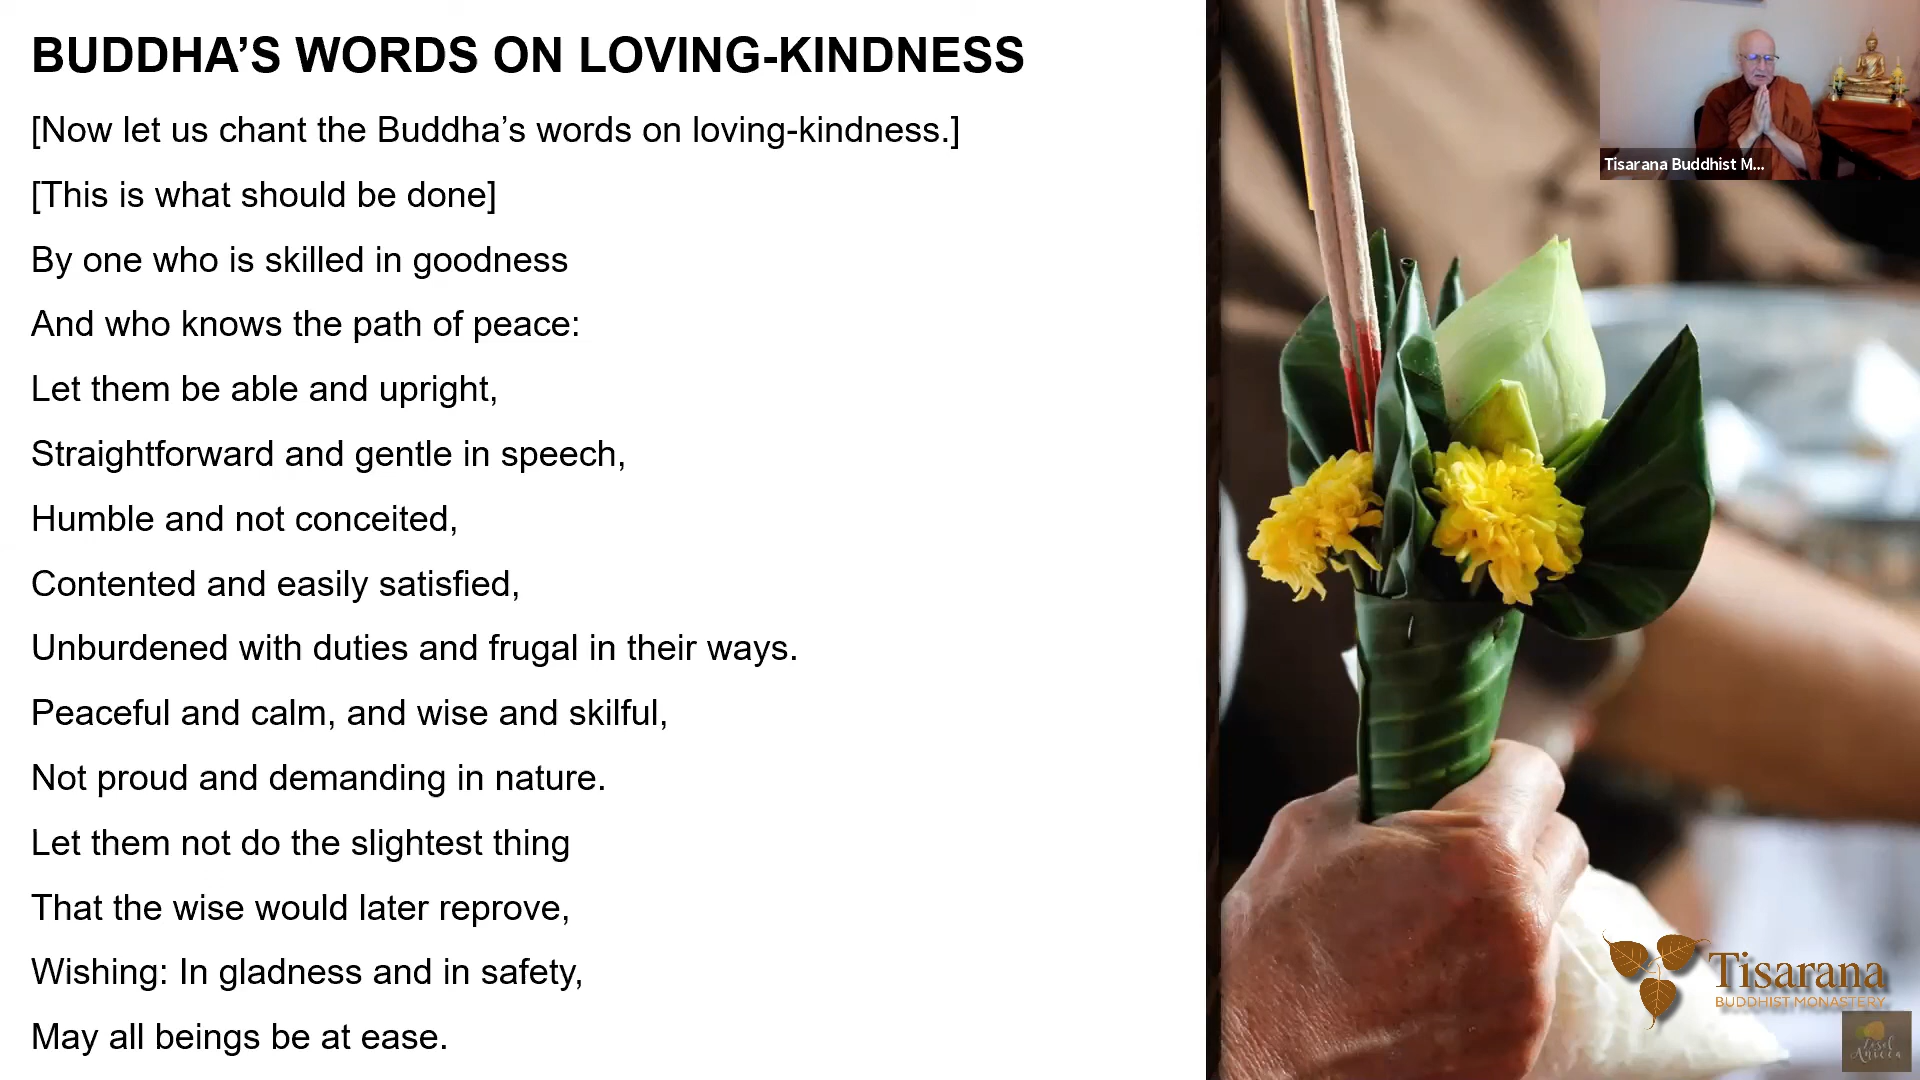 BUDDHA’S WORDS ON LOVING-KINDNESS
[Now let us chant the Buddha’s words on loving-kindness.]
[This is what should be done]
By one who is skilled in goodness
And who knows the path of peace:
Let them be able and upright,
Straightforward and gentle in speech,
Humble and not conceited,
Contented and easily satisfied,
Unburdened with duties and frugal in their ways.
Peaceful and calm, and wise and skilful,
Not proud and demanding in nature.
Let them not do the slightest thing
That the wise would later reprove,
Wishing: In gladness and in safety,
May all beings be at ease.
Tisarana Buddhist M...
Tisarana
BUDDHIST MONASTERY
Anicca